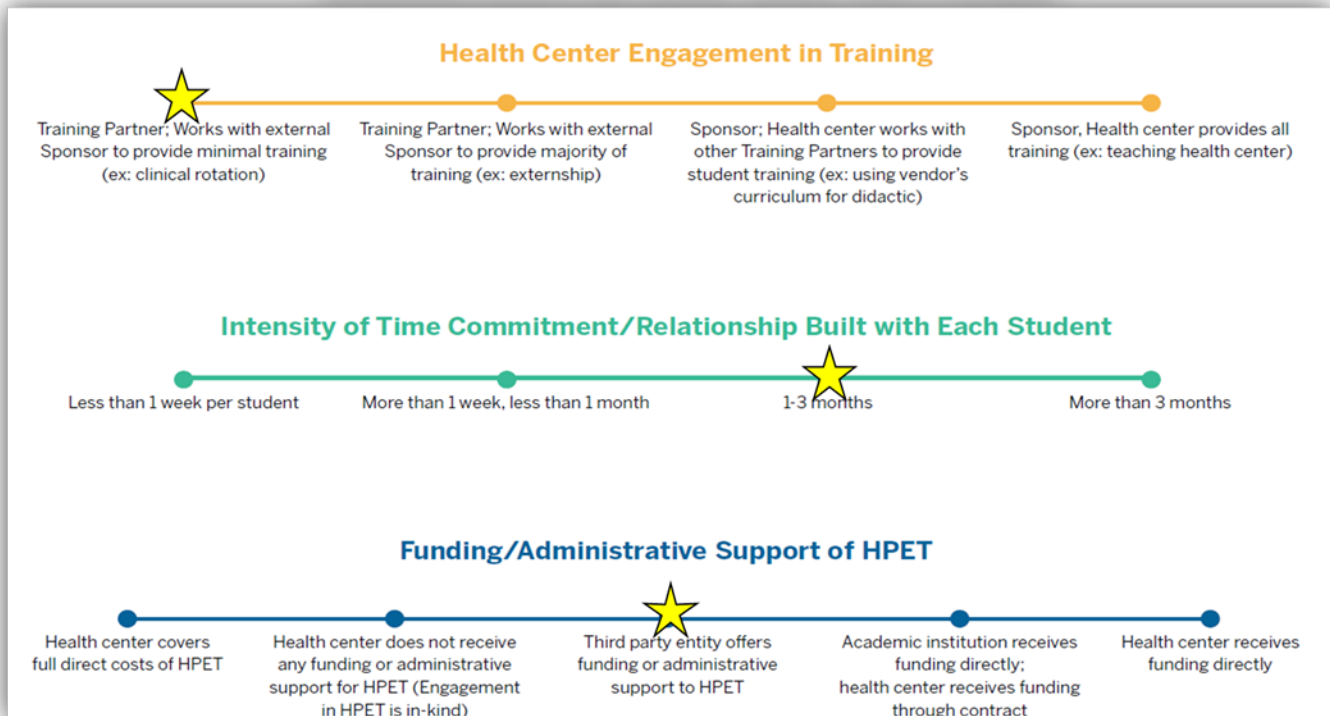 Health Center Engagement in Training
Training Partner; Works with external
Sponsor to provide minimal training
(ex: clinical rotation)
Training Partner; Works with external
Sponsor to provide majority of
training (ex: externship)
Sponsor; Health center works with
other Training Partners to provide
student training (ex: using vendor's
curriculum for didactic)
Sponsor, Health center provides all
training (ex: teaching health center)
Intensity of Time Commitment/Relationship Built with Each Student
Less than 1 week per student
More than 1 week, less than 1 month
1-3 months
More than 3 months
Funding/Administrative Support of HPET
Health center covers
full direct costs of HPET
Health center does not receive
any funding or administrative
support for HPET (Engagement
in HPET is in-kind)
Third party entity offers
funding or administrative
support to HPET
Academic institution receives
funding directly;
health center receives funding
through contract
Health center receives
funding directly